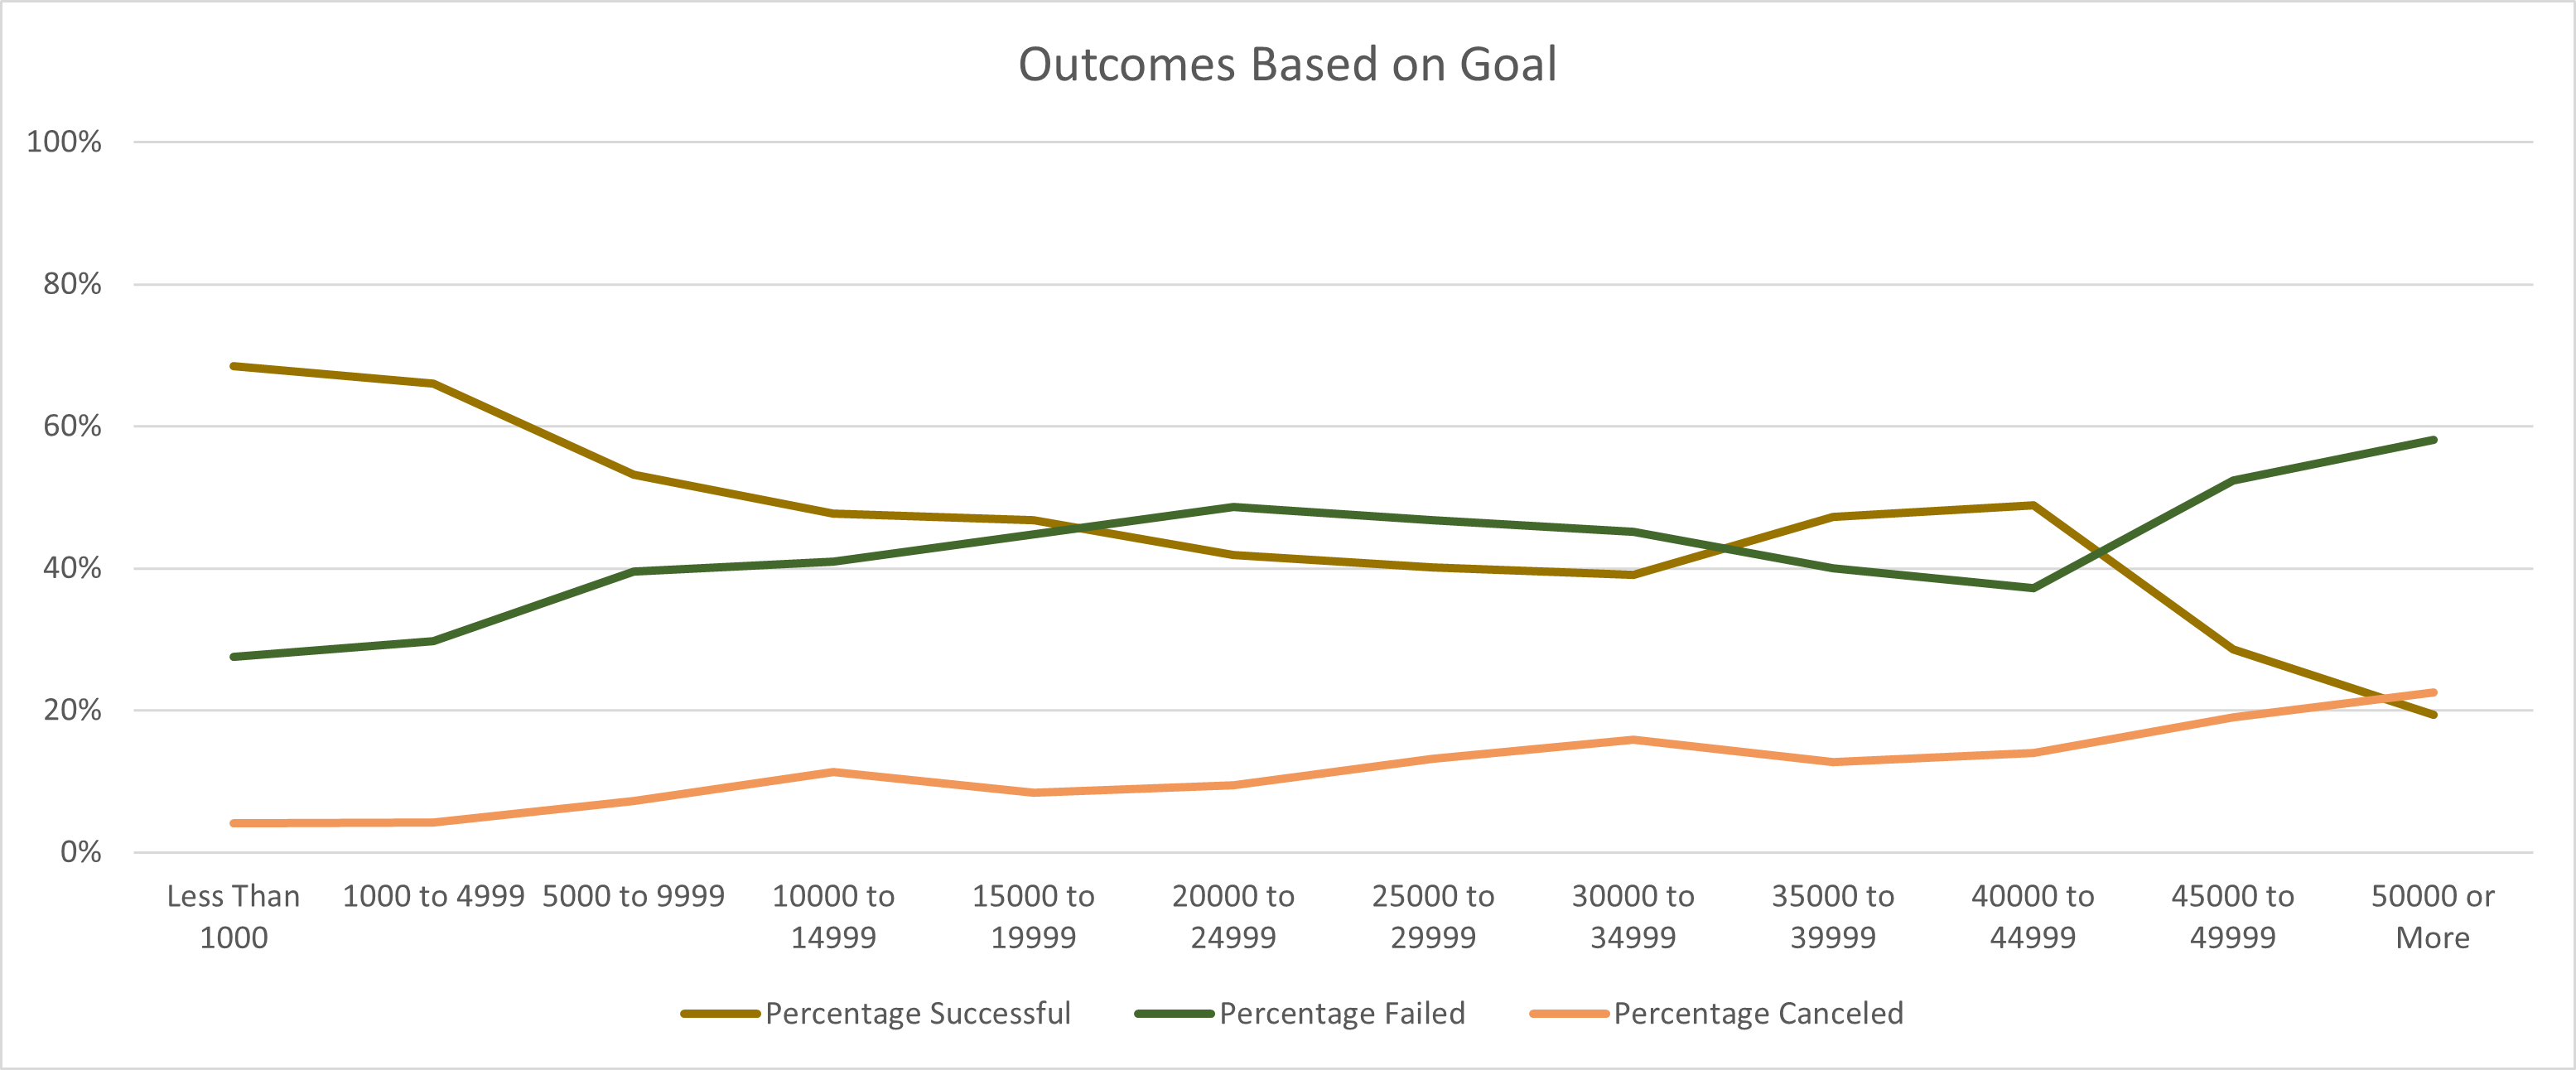 Outcomes Based on Goal
100%
80%
60%
40%
20%
0%
Less Than
1000
1000 to 4999
5000 to 9999
10000 to
14999
15000 to
19999
20000 to
24999
25000 to
29999
30000 to
34999
35000 to
39999
40000 to
44999
45000 to
49999
50000 or
More
Percentage Successful
Percentage Failed
Percentage Canceled